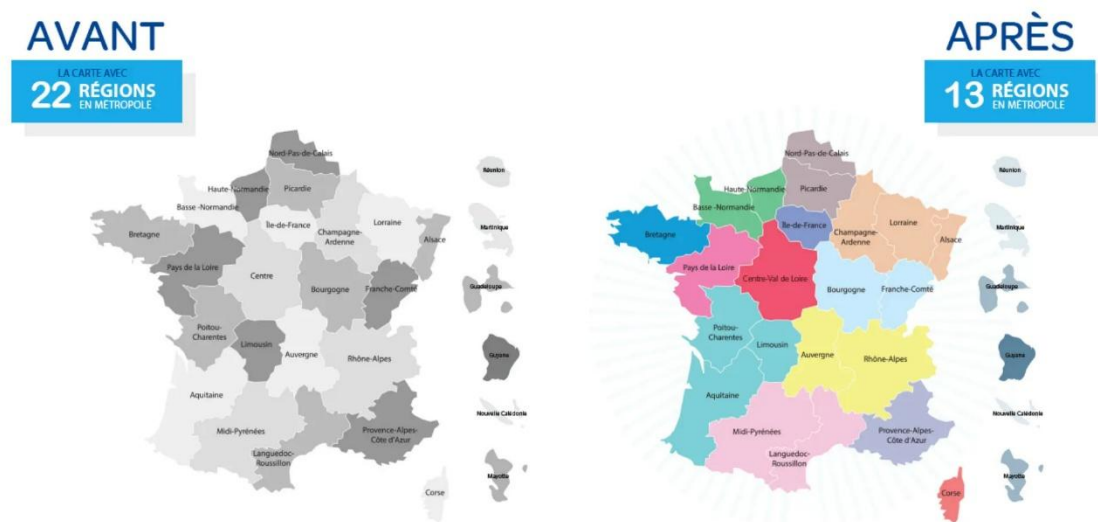 AVANT
LA CARTE AVEC
22 RÉGIONS
EN MÉTROPOLE
Nord-Pas-de-Calais
Haute-Normandie
Picardie
Basse -Normandie
Île-de-France
Lorraine
Champagne-
Ardenne
Alsace
Bretagne
Pays de la Loire
Centre
Bourgogne
Franche-Comté
Poitou-
Charentes
Limousin
Auvergne
Rhône-Alpes
Aquitaine
Midi-Pyrénées
Provence-Alpes-
Côte d'Azur
Languedoc-
Roussillon
Corse
Réunion
Martinique
Guadeloupe
Guyane
Nouvelle Calédonie
Mayotte
APRÈS
LA CARTE AVEC
13 RÉGIONS
EN MÉTROPOLE
Nord-Pas-de-Calais
Haute-Normandie
Picardie
Basse -Normandie
Île-de-France
Lorraine
Champagne-
Ardenne
Alsace
Bretagne
Pays de la Loire
Centre-Val de Loire
Bourgogne
Franche-Comté
Poitou-
Charentes
Limousin
Auvergne
Rhône-Alpes
Aquitaine
Midi-Pyrénées
Provence-Alpes-
Côte d'Azur
Languedoc-
Roussillon
Corse
Réunion
Martinique
Guadeloupe
Guyane
Nouvelle Calédonie
Mayotte